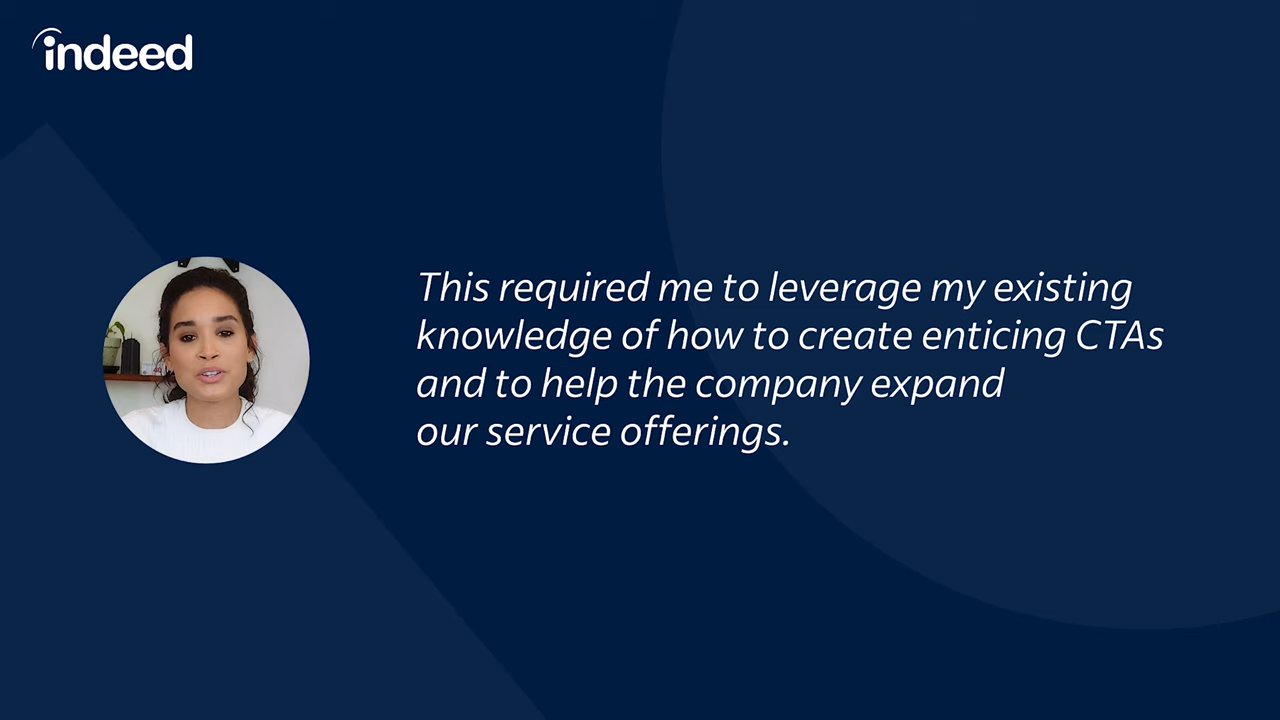 indeed
This required me to leverage my existing
knowledge of how to create enticing CTAs
and to help the company expand
our service offerings.